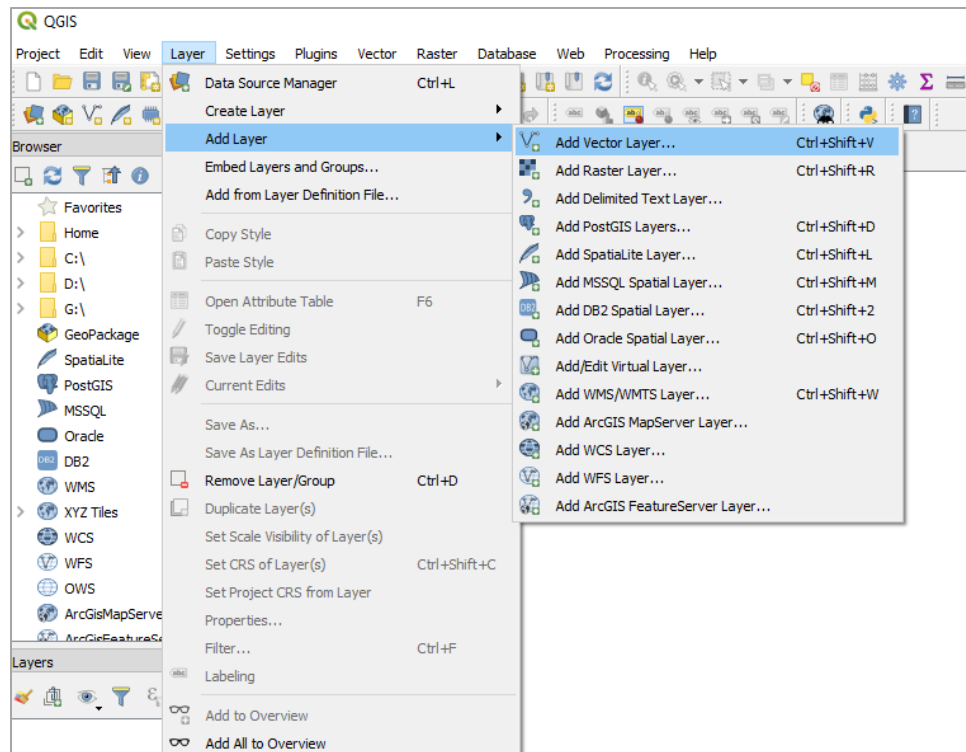 QGIS
Project Edit View Layer Settings Plugins Vector Raster Database Web Processing Help
Data Source Manager Ctrl+L
Create Layer
Add Layer
Embed Layers and Groups...
Add from Layer Definition File...
Copy Style
Paste Style
Open Attribute Table F6
Toggle Editing
Save Layer Edits
Current Edits
Save As...
Save As Layer Definition File...
Remove Layer/Group Ctrl+D
Duplicate Layer(s)
Set Scale Visibility of Layer(s)
Set CRS of Layer(s) Ctrl+Shift+C
Set Project CRS from Layer
Properties...
Filter... Ctrl+F
Labeling
Add to Overview
Add All to Overview
Add Vector Layer... Ctrl+Shift+V
Add Raster Layer... Ctrl+Shift+R
Add Delimited Text Layer...
Add PostGIS Layers... Ctrl+Shift+D
Add SpatiaLite Layer... Ctrl+Shift+L
Add MSSQL Spatial Layer... Ctrl+Shift+M
DB2 Add DB2 Spatial Layer... Ctrl+Shift+2
Add Oracle Spatial Layer... Ctrl+Shift+O
Add/Edit Virtual Layer...
Add WMS/WMTS Layer... Ctrl+Shift+W
Add ArcGIS MapServer Layer...
Add WCS Layer...
Add WFS Layer...
Add ArcGIS FeatureServer Layer...
Browser
Favorites
Home
C:\
D:\
G:\
GeoPackage
SpatiaLite
PostGIS
MSSQL
Oracle
DB2 DB2
WMS
XYZ Tiles
WCS
WFS
OWS
ArcGisMapServe
ArcGisFeatureSe
Layers